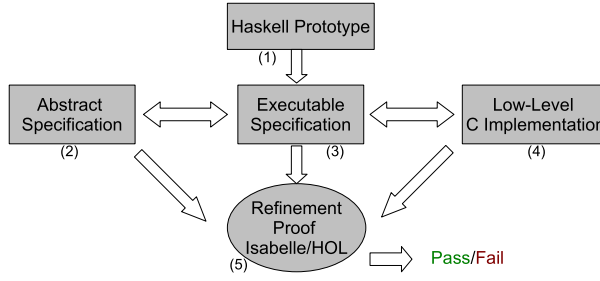 Haskell Prototype
(1)
Abstract
Specification
(2)
Executable
Specification
(3)
Low-Level
C Implementation
(4)
Refinement
Proof
Isabelle/HOL
(5)
Pass/Fail